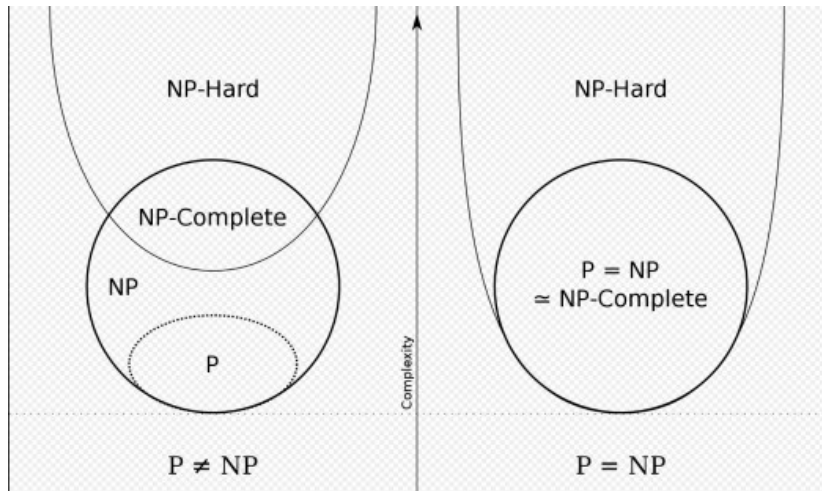 NP-Hard
NP-Complete
NP
P
P ≠ NP
Complexity
NP-Hard
P = NP
≃ NP-Complete
P = NP